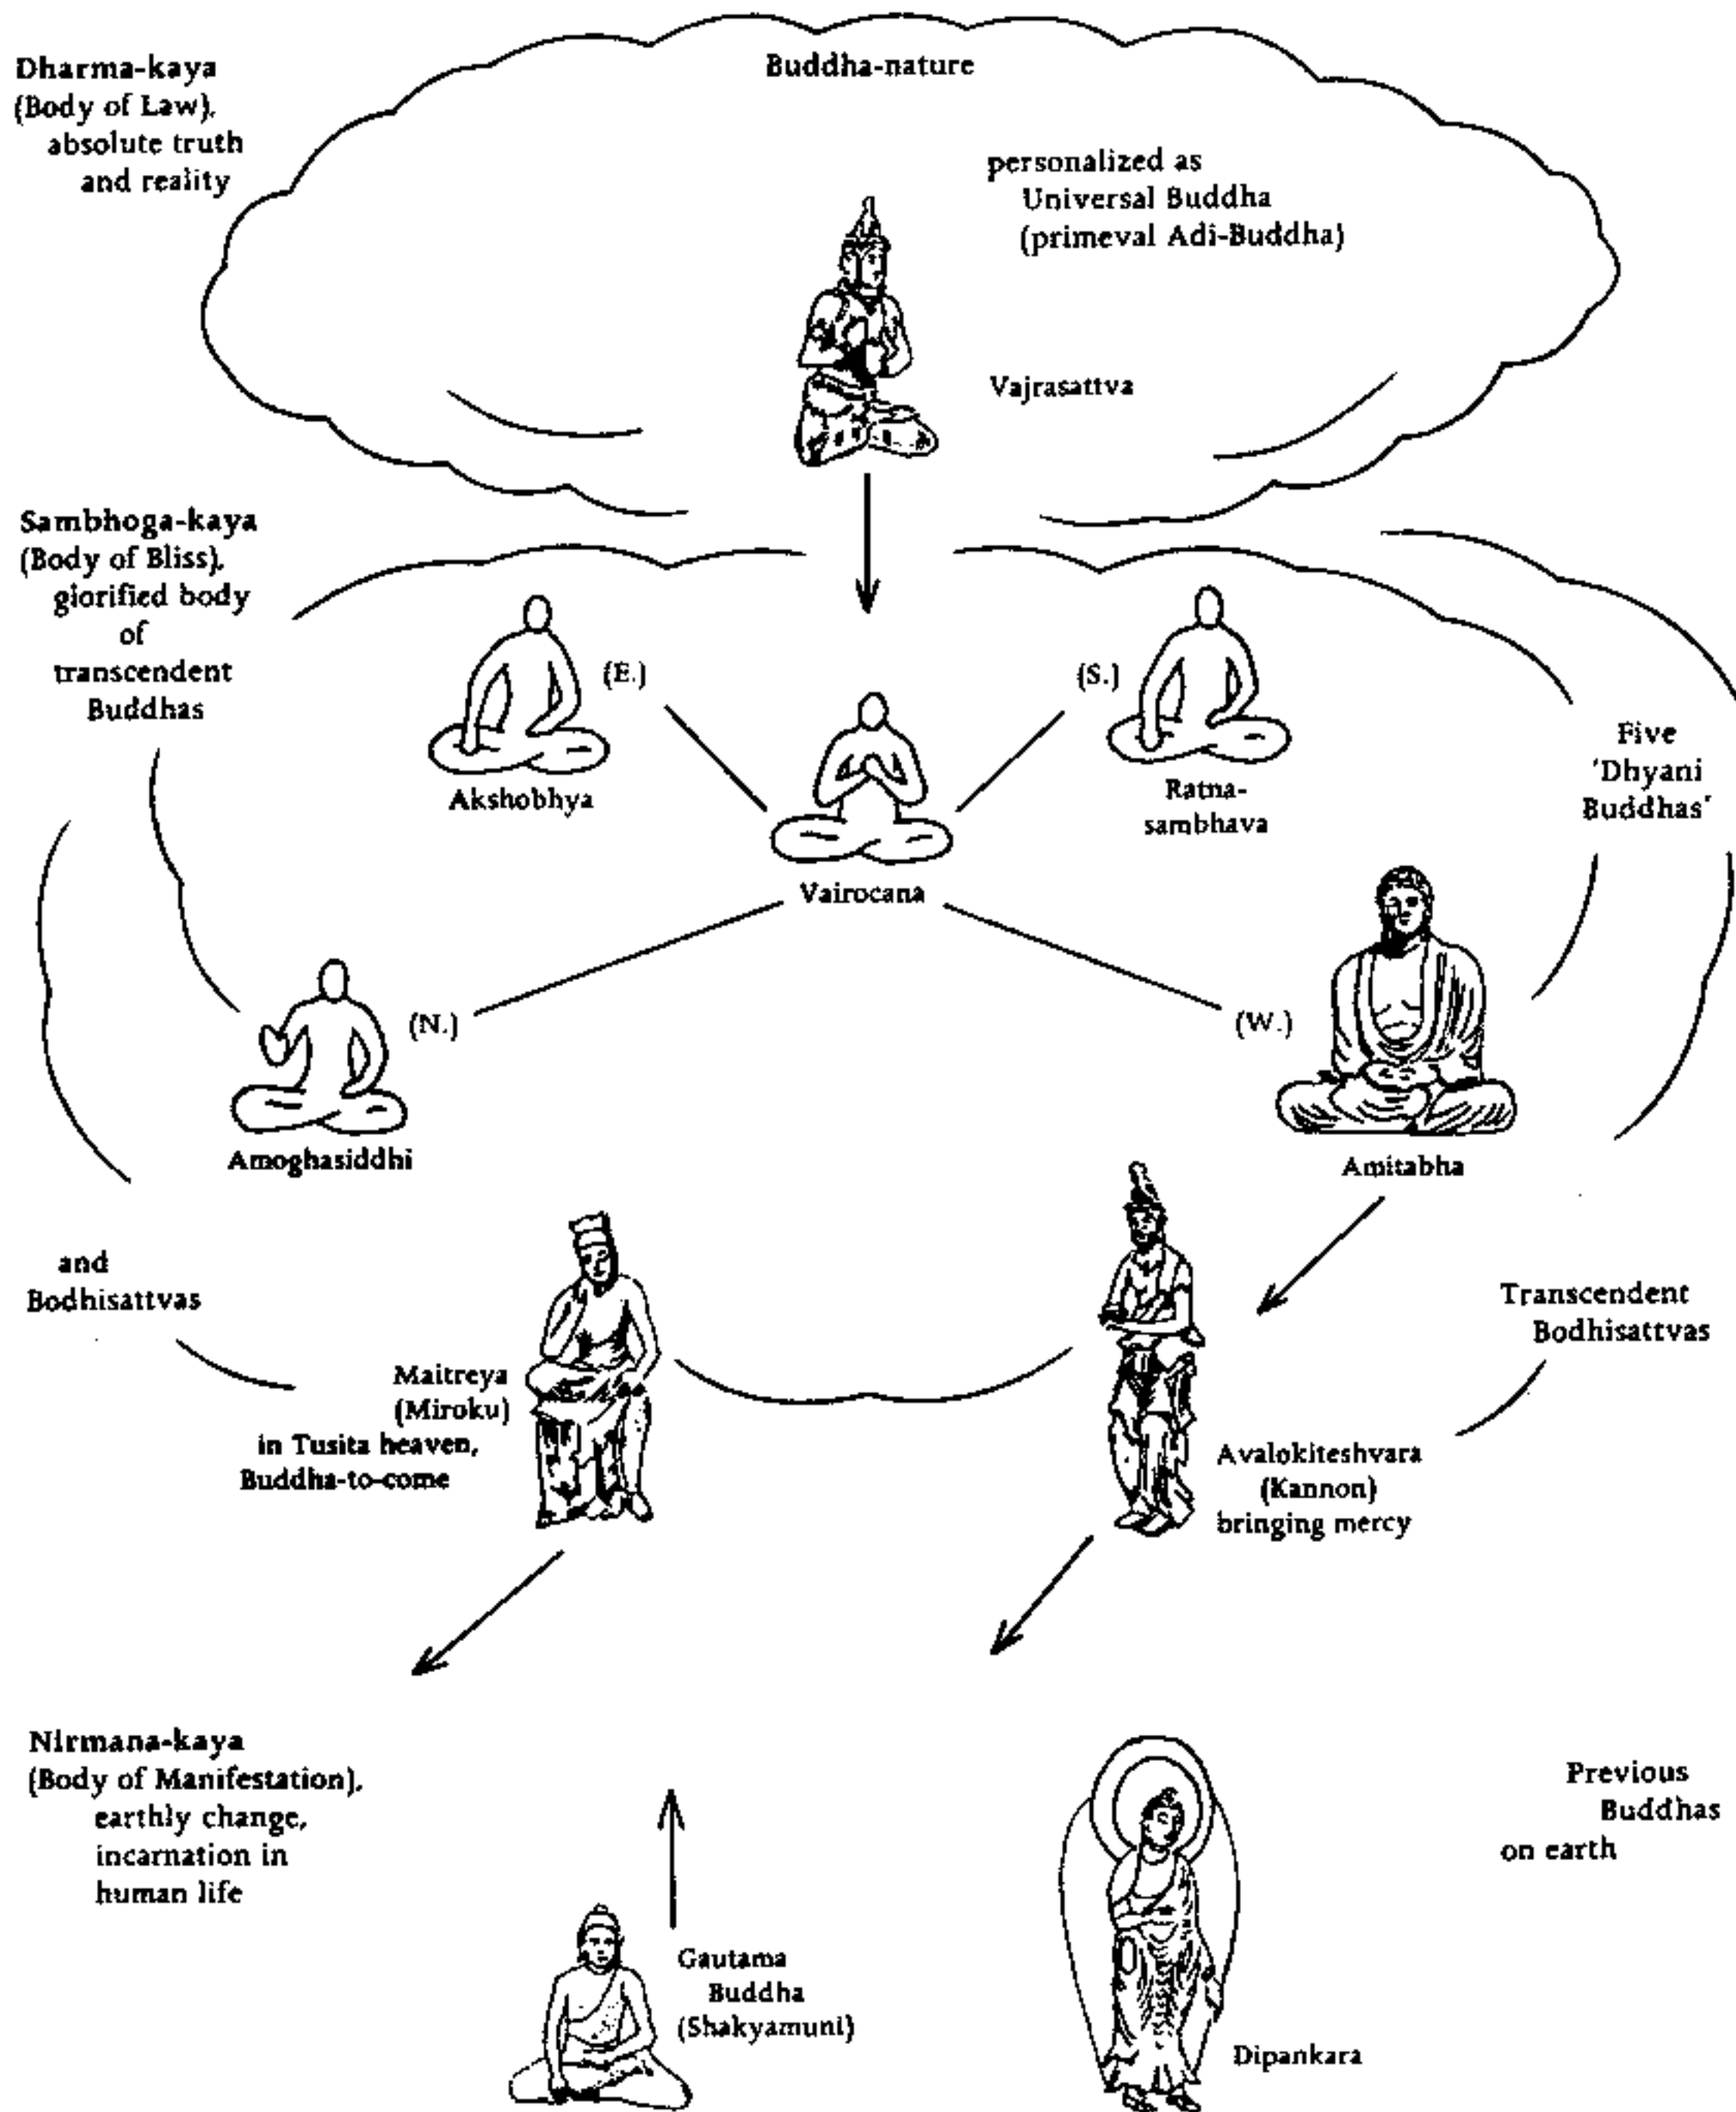 Dharma-kaya
(Body of Law),
absolute truth
and reality
Buddha-nature
personalized as
Universal Buddha
(primeval Adi-Buddha)
Vajrasattva
Sambhoga-kaya
(Body of Bliss),
glorified body
of
transcendent
Buddhas
(E.)
Akshobhya
(S.)
Ratna-
sambhava
Five
'Dhyani
Buddhas'
Vairocana
(N.)
Amoghasiddhi
(W.)
Amitabha
and
Bodhisattvas
Maitreya
(Miroku)
in Tusita heaven,
Buddha-to-come
Transcendent
Bodhisattvas
Avalokiteshvara
(Kannon)
bringing mercy
Nirmana-kaya
(Body of Manifestation),
earthly change,
incarnation in
human life
Gautama
Buddha
(Shakyamuni)
Previous
Buddhas
on earth
Dipankara